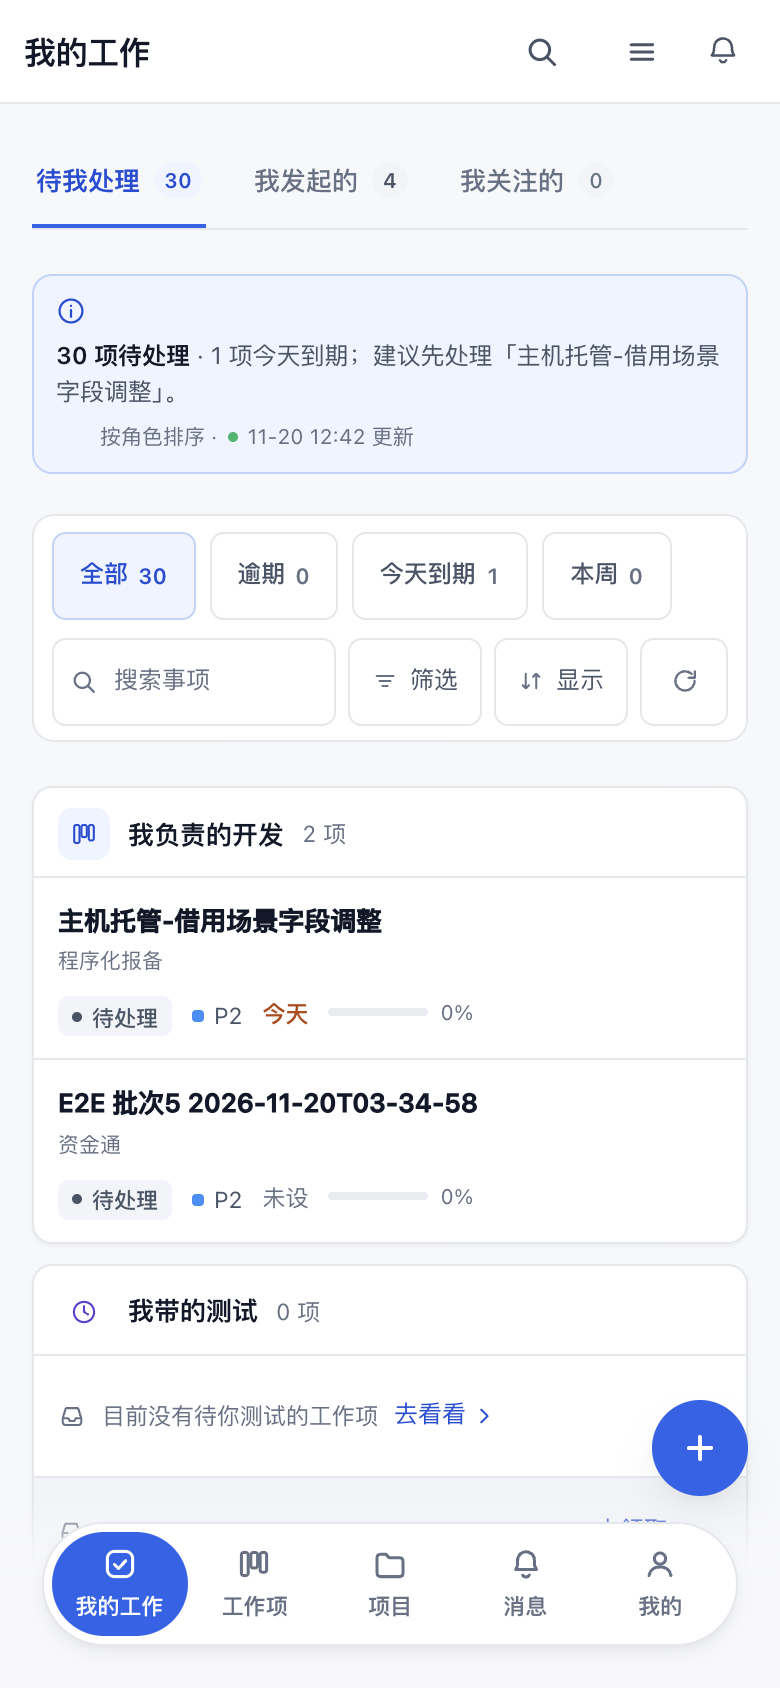 我的工作
待我处理 30 我发起的 4 我关注的 0
30 项待处理 · 1 项今天到期；建议先处理「主机托管-借用场景
字段调整」。
按角色排序 · 11-20 12:42 更新
全部 30 逾期 0 今天到期 1 本周 0
搜索事项 筛选 显示
我负责的开发 2 项
主机托管-借用场景字段调整
程序化报备
待处理 P2 今天 0%
E2E 批次5 2026-11-20T03-34-58
资金通
待处理 P2 未设 0%
我带的测试 0 项
目前没有待你测试的工作项 去看看
我的工作 工作项 项目 消息 我的